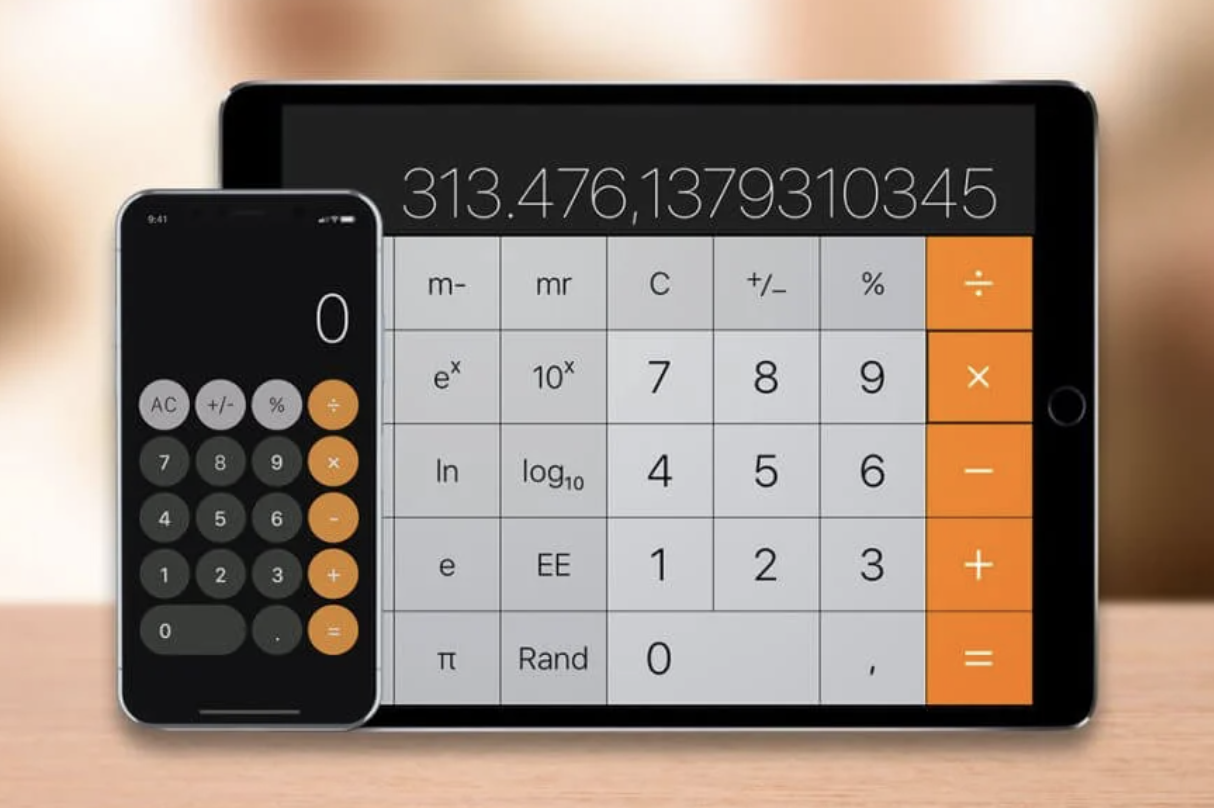 9:41
0
AC +/- % ÷
7 8 9 ×
4 5 6 -
1 2 3 +
0 . =
313.476,1379310345
m- mr C +/- % ÷
eˣ 10ˣ 7 8 9 ×
ln log₁₀ 4 5 6 −
e EE 1 2 3 +
π Rand 0 , =